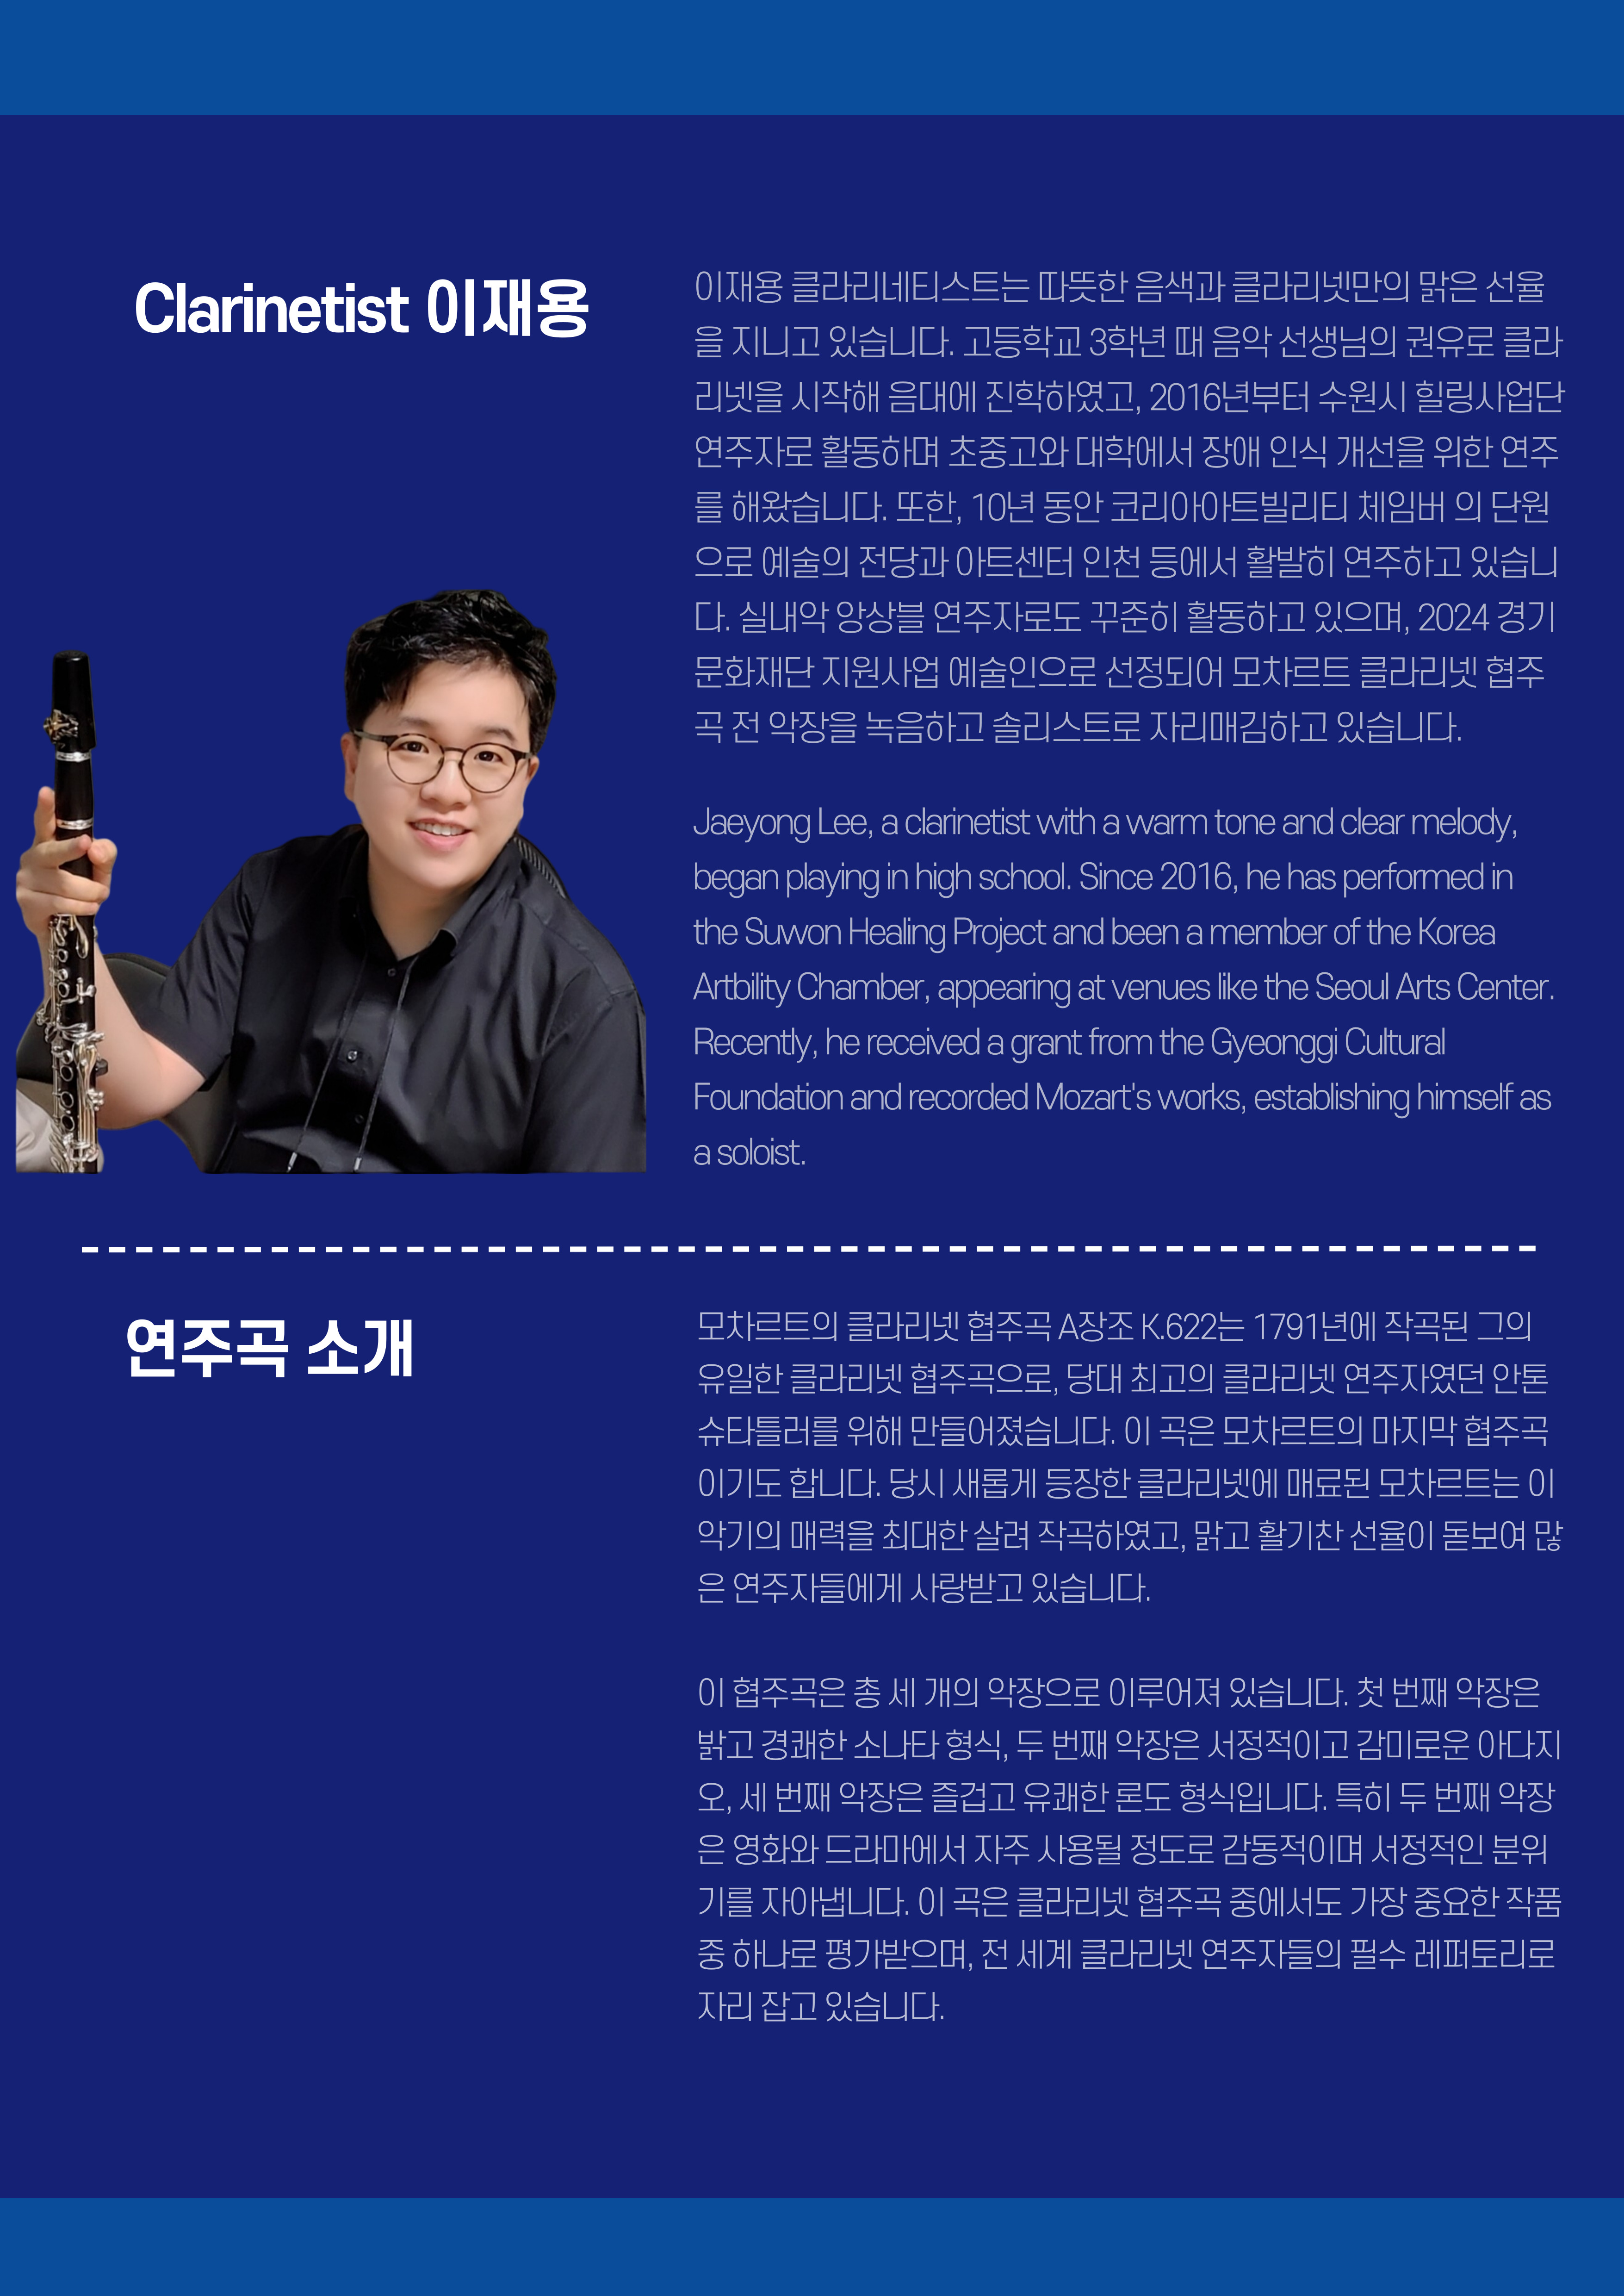 Clarinetist 이재용
이재용 클라리네티스트는 따뜻한 음색과 클라리넷만의 맑은 선율
을 지니고 있습니다. 고등학교 3학년 때 음악 선생님의 권유로 클라
리넷을 시작해 음대에 진학하였고, 2016년부터 수원시 힐링사업단
연주자로 활동하며 초중고와 대학에서 장애 인식 개선을 위한 연주
를 해왔습니다. 또한, 10년 동안 코리아아트빌리티 체임버 의 단원
으로 예술의 전당과 아트센터 인천 등에서 활발히 연주하고 있습니
다. 실내악 앙상블 연주자로도 꾸준히 활동하고 있으며, 2024 경기
문화재단 지원사업 예술인으로 선정되어 모차르트 클라리넷 협주
곡 전 악장을 녹음하고 솔리스트로 자리매김하고 있습니다.
Jaeyong Lee, a clarinetist with a warm tone and clear melody,
began playing in high school. Since 2016, he has performed in
the Suwon Healing Project and been a member of the Korea
Artbility Chamber, appearing at venues like the Seoul Arts Center.
Recently, he received a grant from the Gyeonggi Cultural
Foundation and recorded Mozart's works, establishing himself as
a soloist.
연주곡 소개
모차르트의 클라리넷 협주곡 A장조 K.622는 1791년에 작곡된 그의
유일한 클라리넷 협주곡으로, 당대 최고의 클라리넷 연주자였던 안톤
슈타틀러를 위해 만들어졌습니다. 이 곡은 모차르트의 마지막 협주곡
이기도 합니다. 당시 새롭게 등장한 클라리넷에 매료된 모차르트는 이
악기의 매력을 최대한 살려 작곡하였고, 맑고 활기찬 선율이 돋보여 많
은 연주자들에게 사랑받고 있습니다.
이 협주곡은 총 세 개의 악장으로 이루어져 있습니다. 첫 번째 악장은
밝고 경쾌한 소나타 형식, 두 번째 악장은 서정적이고 감미로운 아다지
오, 세 번째 악장은 즐겁고 유쾌한 론도 형식입니다. 특히 두 번째 악장
은 영화와 드라마에서 자주 사용될 정도로 감동적이며 서정적인 분위
기를 자아냅니다. 이 곡은 클라리넷 협주곡 중에서도 가장 중요한 작품
중 하나로 평가받으며, 전 세계 클라리넷 연주자들의 필수 레퍼토리로
자리 잡고 있습니다.